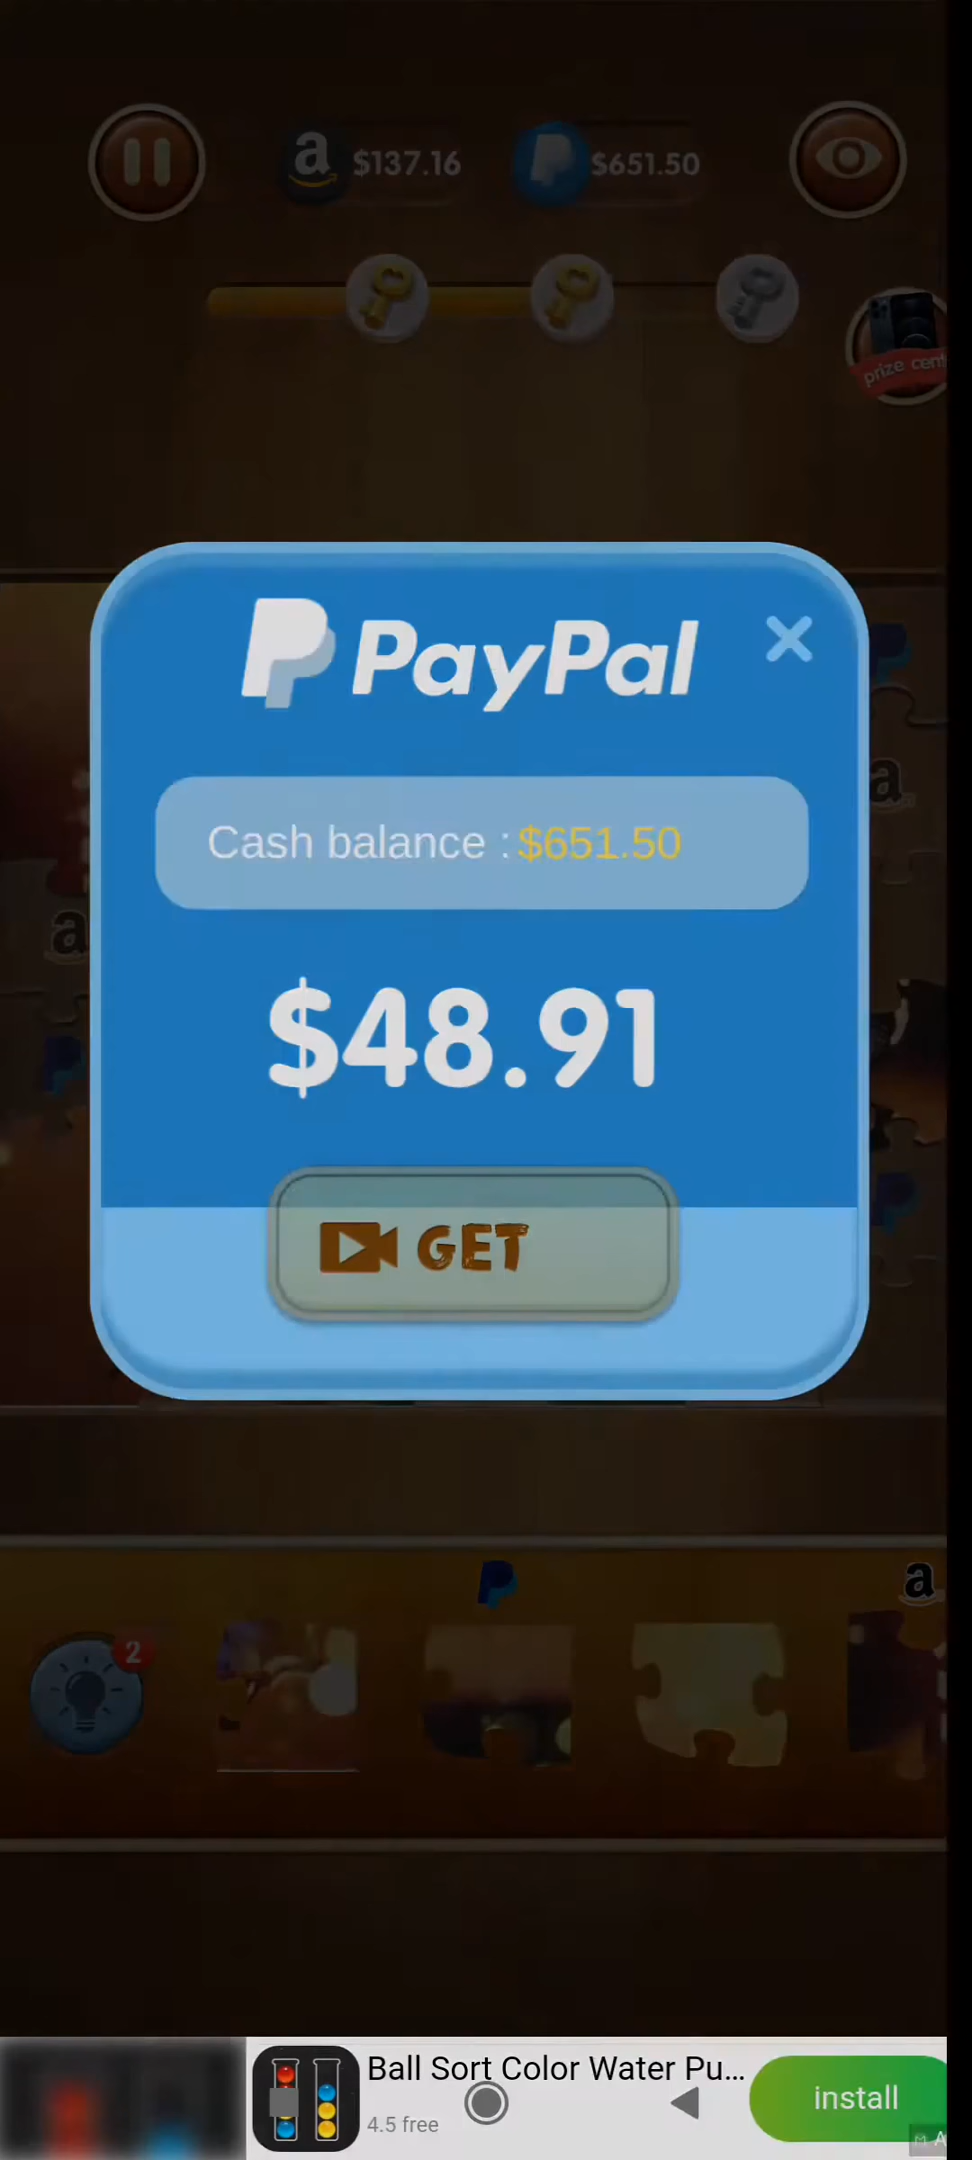 a $137.16 $651.50
prize cent
PayPal
Cash balance : $651.50
$48.91
GET
2
Ball Sort Color Water Pu...
4.5 free
install